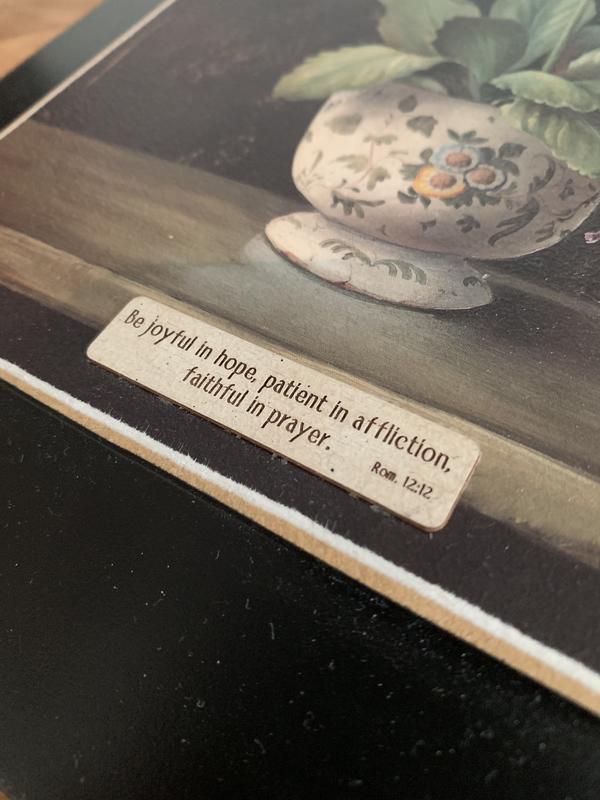 Be joyful in hope, patient in affliction,
faithful in prayer.
Rom. 12:12